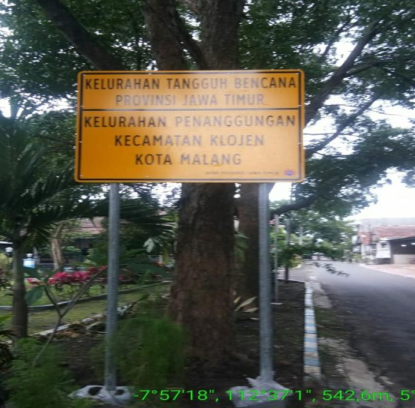 KELURAHAN TANGGUH BENCANA
PROVINSI JAWA TIMUR
KELURAHAN PENANGGUNGAN
KECAMATAN KLOJEN
KOTA MALANG
-7°57'18", 112°37'1", 542,6m, 5°